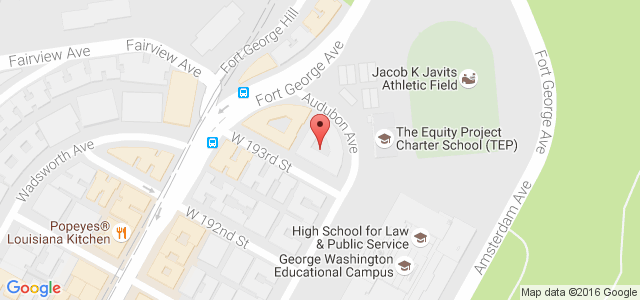 Fort George Hill
Fairview Ave
Fairview Ave
Fort George Ave
Audubon Ave
Jacob K Javits
Athletic Field
Fort George Ave
The Equity Project
Charter School (TEP)
Wadsworth Ave
W 193rd St
W 192nd St
Popeyes®
Louisiana Kitchen
High School for Law
& Public Service
George Washington
Educational Campus
Amsterdam Ave
Google
Map data ©2016 Google